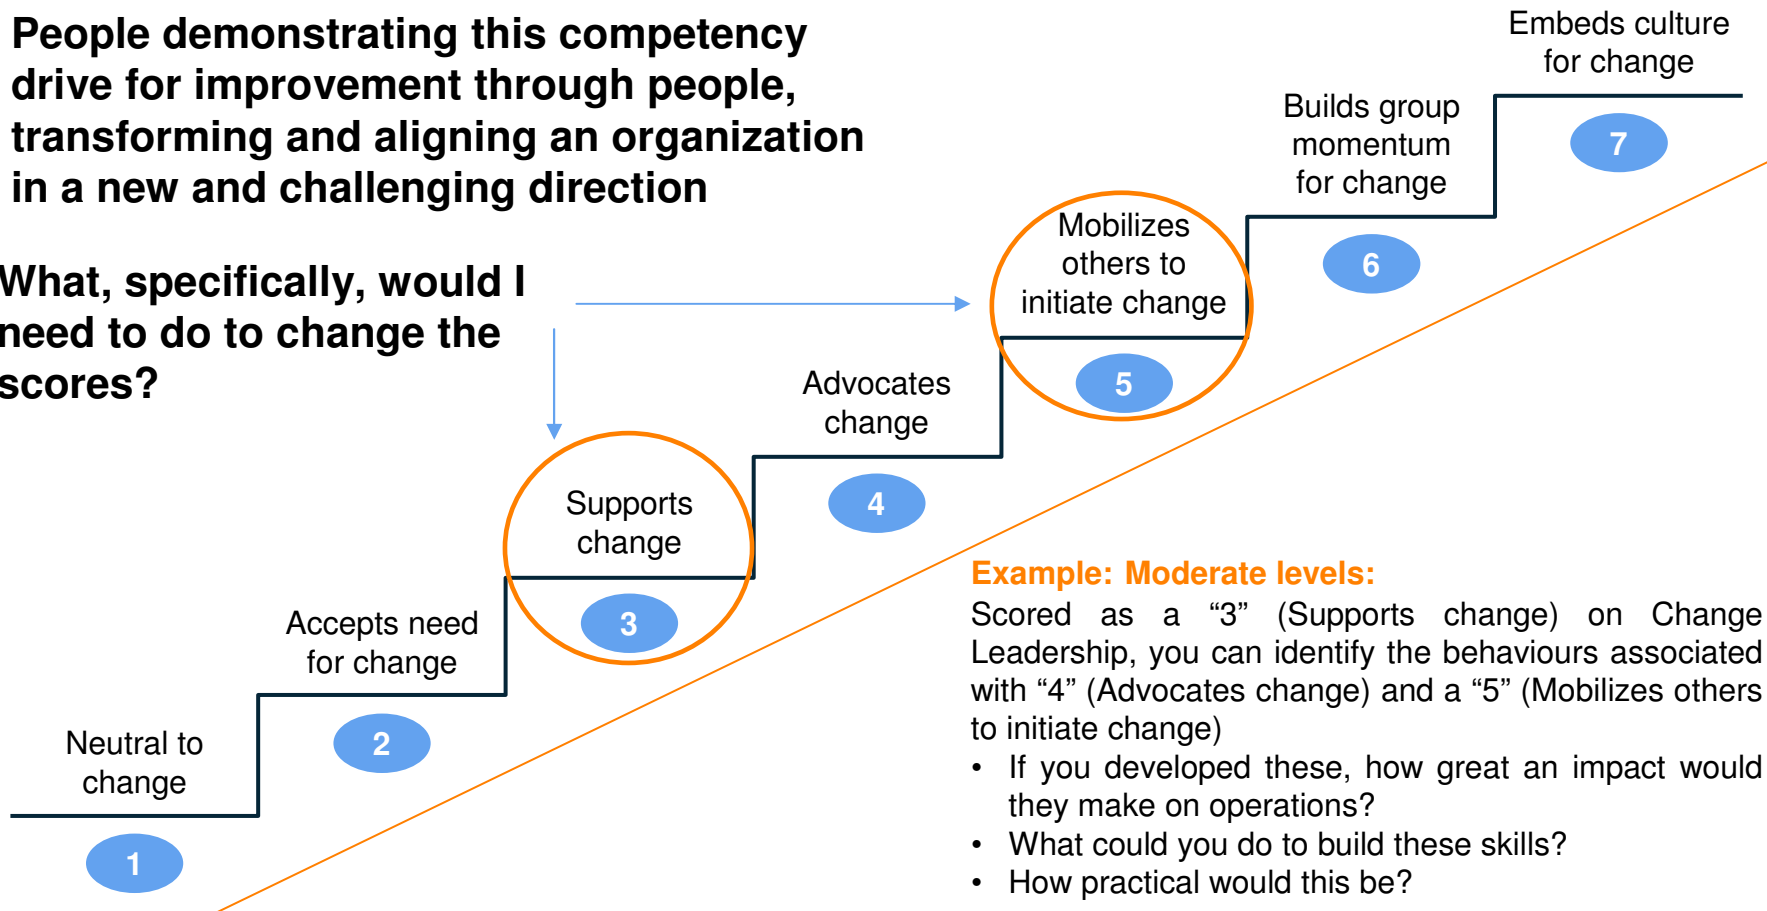 People demonstrating this competency
drive for improvement through people,
transforming and aligning an organization
in a new and challenging direction
What, specifically, would I
need to do to change the
scores?
Neutral to
change
1
Accepts need
for change
2
Supports
change
3
Advocates
change
4
Mobilizes
others to
initiate change
5
Builds group
momentum
for change
6
Embeds culture
for change
7
Example: Moderate levels:
Scored as a “3” (Supports change) on Change
Leadership, you can identify the behaviours associated
with “4” (Advocates change) and a “5” (Mobilizes others
to initiate change)
• If you developed these, how great an impact would
they make on operations?
• What could you do to build these skills?
• How practical would this be?